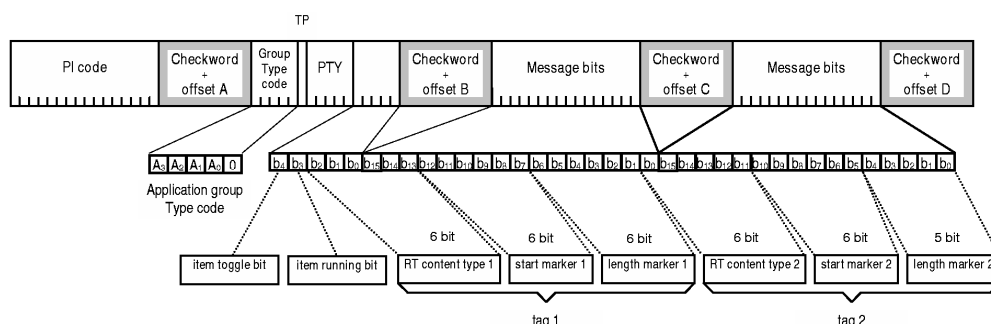 TP
PI code
Checkword
+
offset A
Group
Type
code
PTY
Checkword
+
offset B
Message bits
Checkword
+
offset C
Message bits
Checkword
+
offset D
A3 A2 A1 A0 0
b4 b3 b2 b1 b0 b15 b14 b13 b12 b11 b10 b9 b8 b7 b6 b5 b4 b3 b2 b1 b0 b15 b14 b13 b12 b11 b10 b9 b8 b7 b6 b5 b4 b3 b2 b1 b0
Application group
Type code
6 bit
6 bit
6 bit
6 bit
6 bit
5 bit
item toggle bit
item running bit
RT content type 1
start marker 1
length marker 1
RT content type 2
start marker 2
length marker 2
tag 1
tag 2